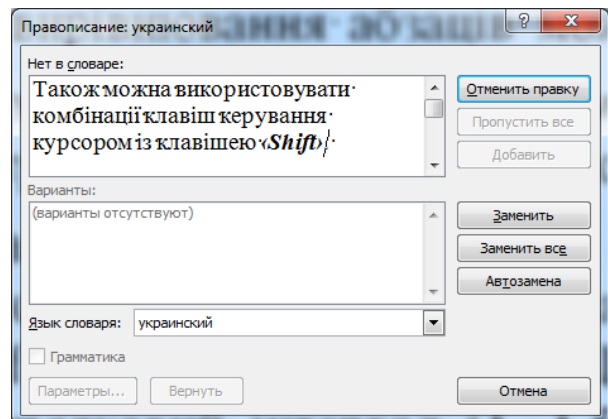 Правописание: украинский
Нет в словаре:
Також можна використовувати
комбінації клавіш керування
курсором із клавішею ‹Shift›
Отменить правку
Пропустить все
Добавить
Варианты:
(варианты отсутствуют)
Заменить
Заменить все
Автозамена
Язык словаря: украинский
Грамматика
Параметры... Вернуть Отмена